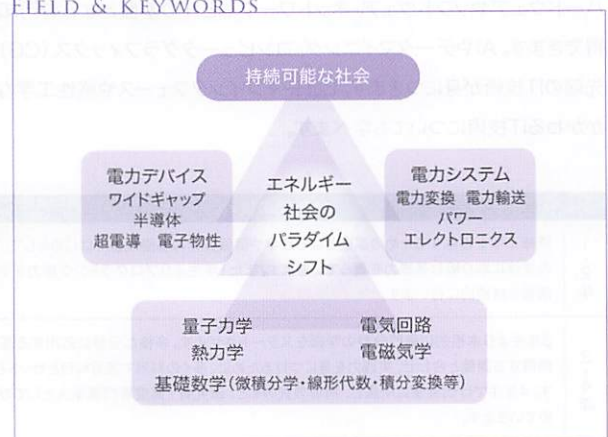 FIELD & KEYWORDS
持続可能な社会
電力デバイス
ワイドギャップ
半導体
超電導 電子物性
エネルギー
社会の
パラダイム
シフト
電力システム
電力変換 電力輸送
パワー
エレクトロニクス
量子力学 電気回路
熱力学 電磁気学
基礎数学(微積分学・線形代数・積分変換等)